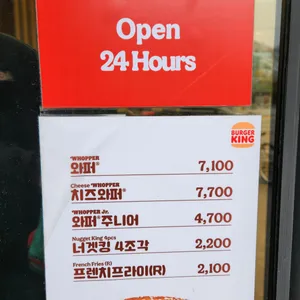 Open
24 Hours
BURGER
KING
WHOPPER
와퍼® 7,100
Cheese WHOPPER
치즈와퍼® 7,700
WHOPPER Jr.
와퍼®주니어 4,700
Nugget King 4pcs
너겟킹 4조각 2,200
French Fries (R)
프렌치프라이(R) 2,100